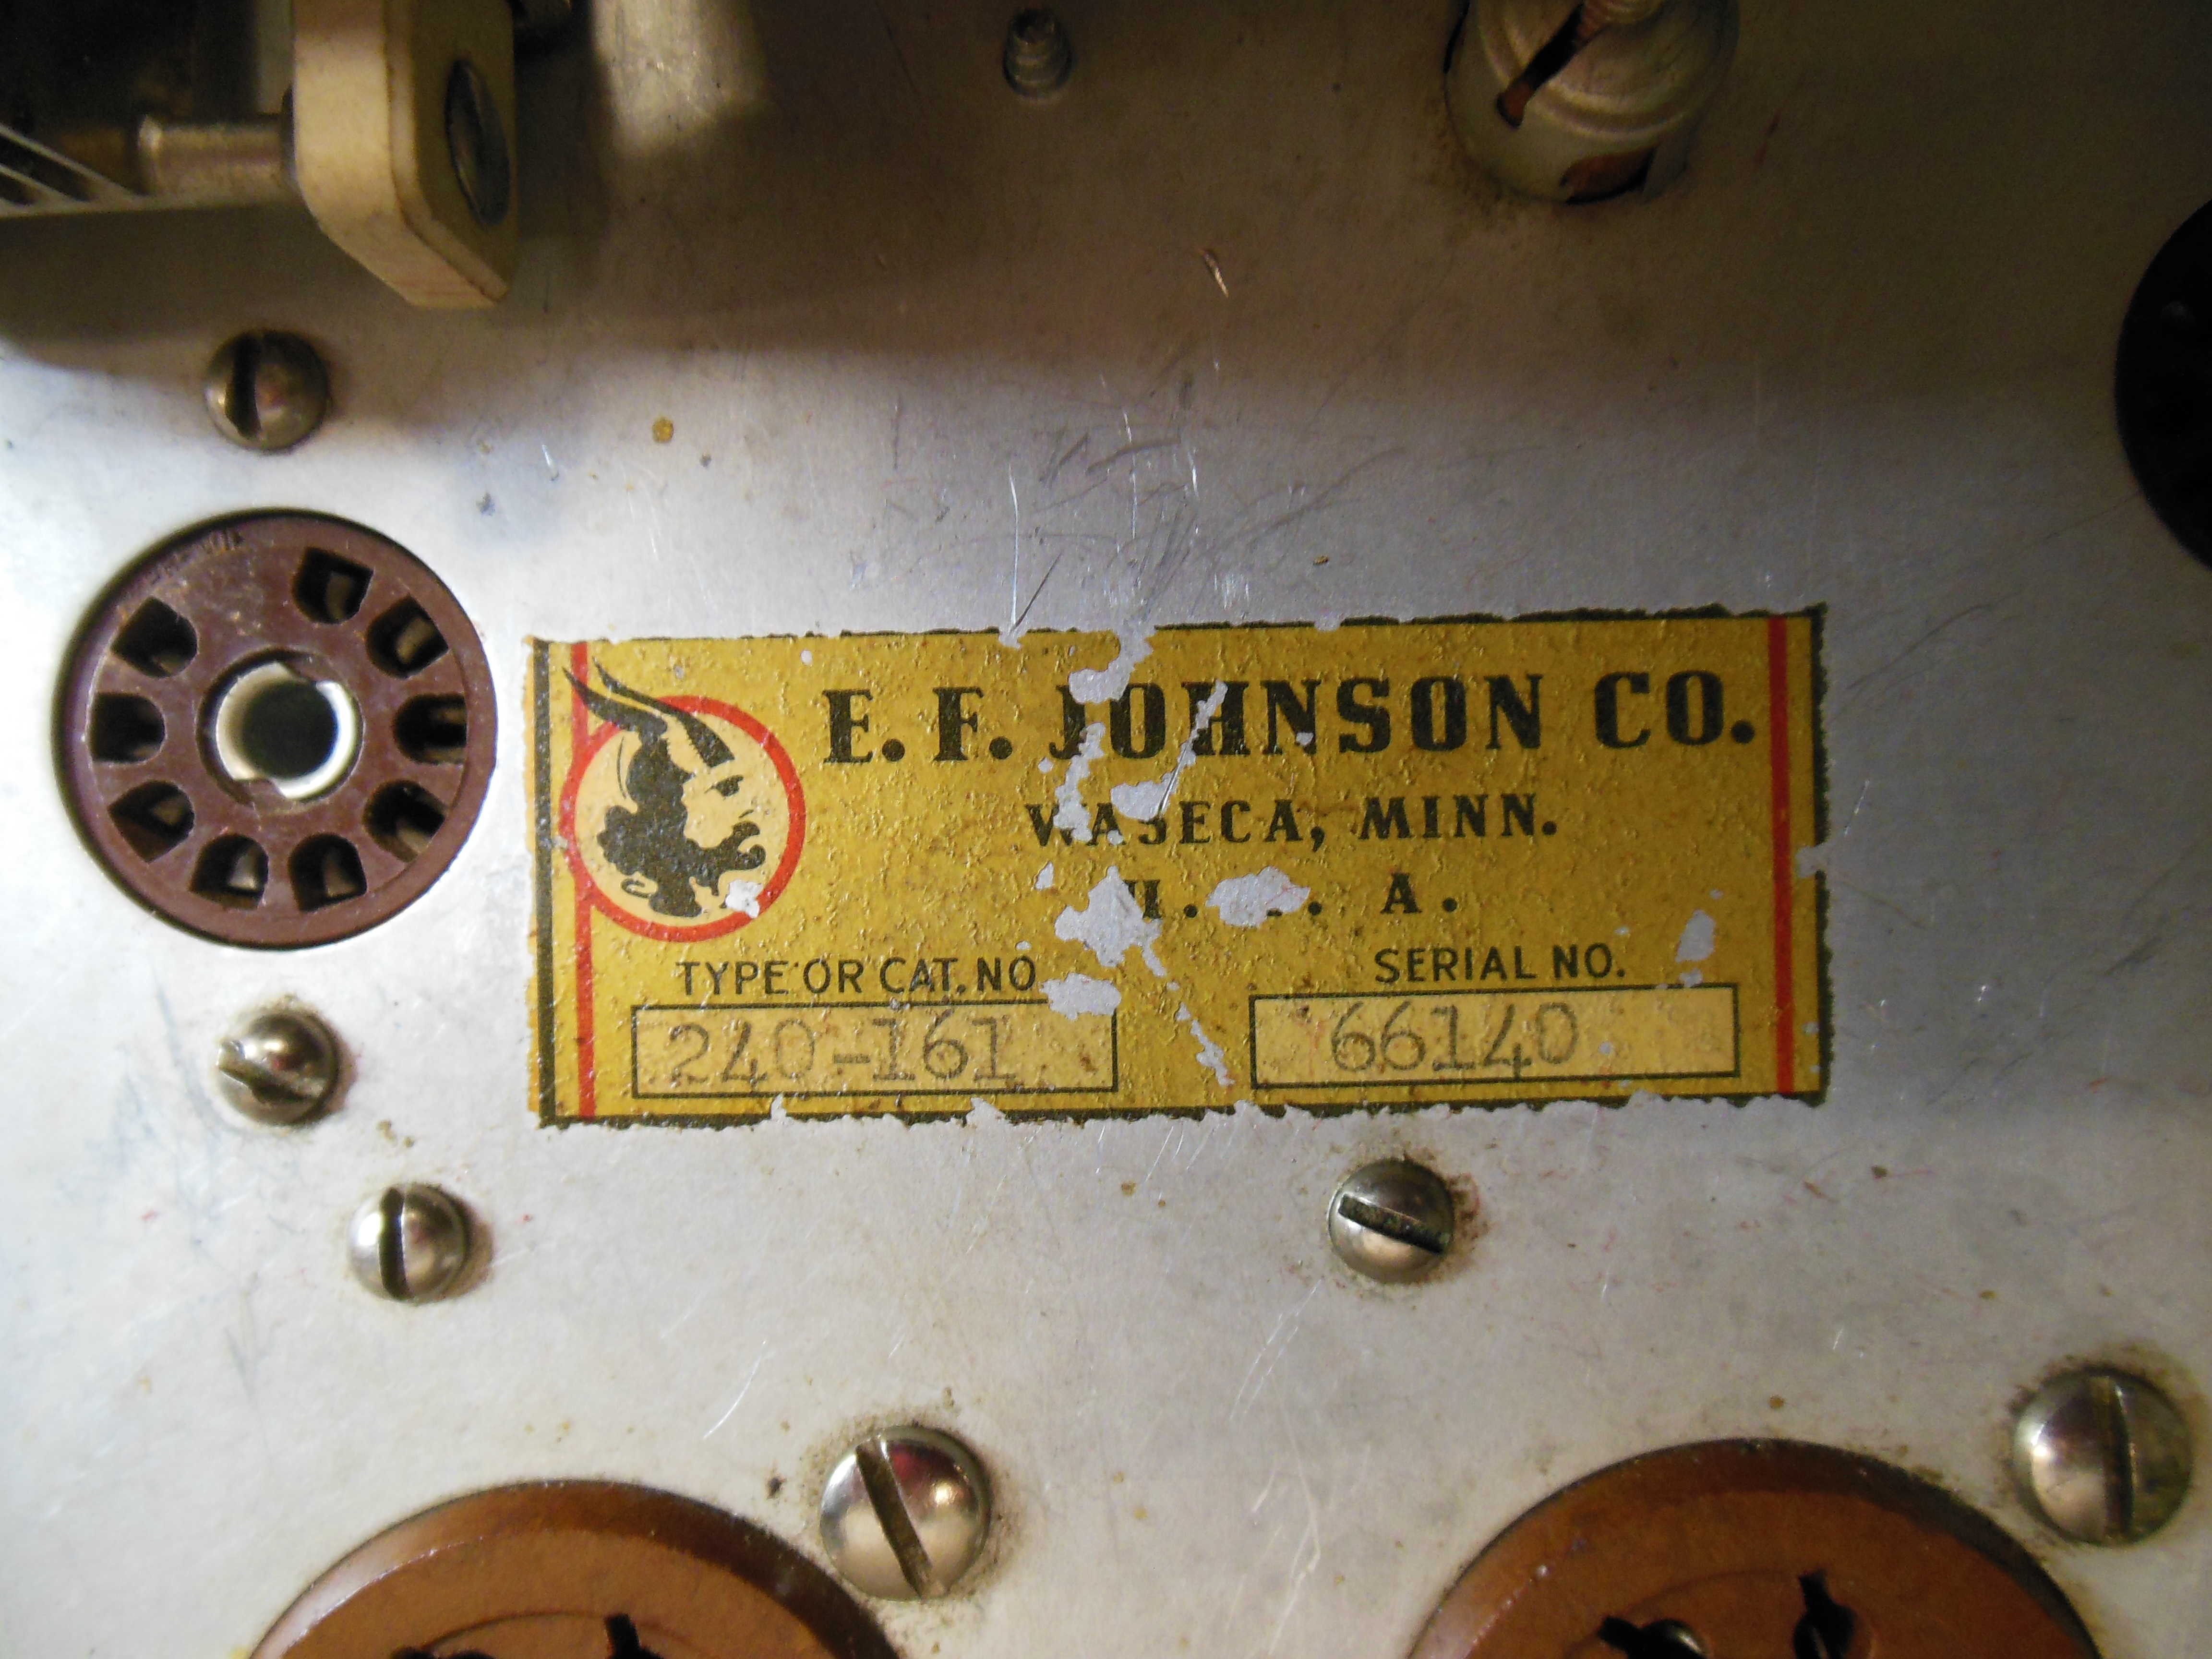 E. F. JOHNSON CO.
WASECA, MINN.
U. . A.
TYPE OR CAT. NO
SERIAL NO.
240-161
66140